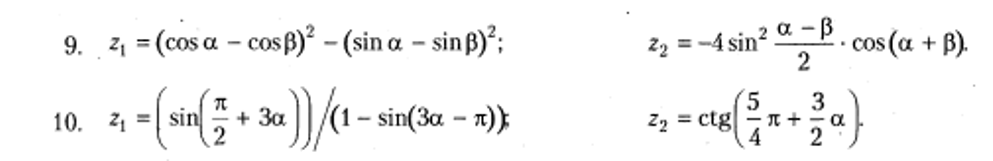 9. z₁ = (cos α − cos β)² − (sin α − sin β)²; z₂ = −4 sin² (α − β)/2 · cos(α + β).
10. z₁ = (sin(π/2 + 3α))/(1 − sin(3α − π)); z₂ = ctg(5/4 π + 3/2 α).